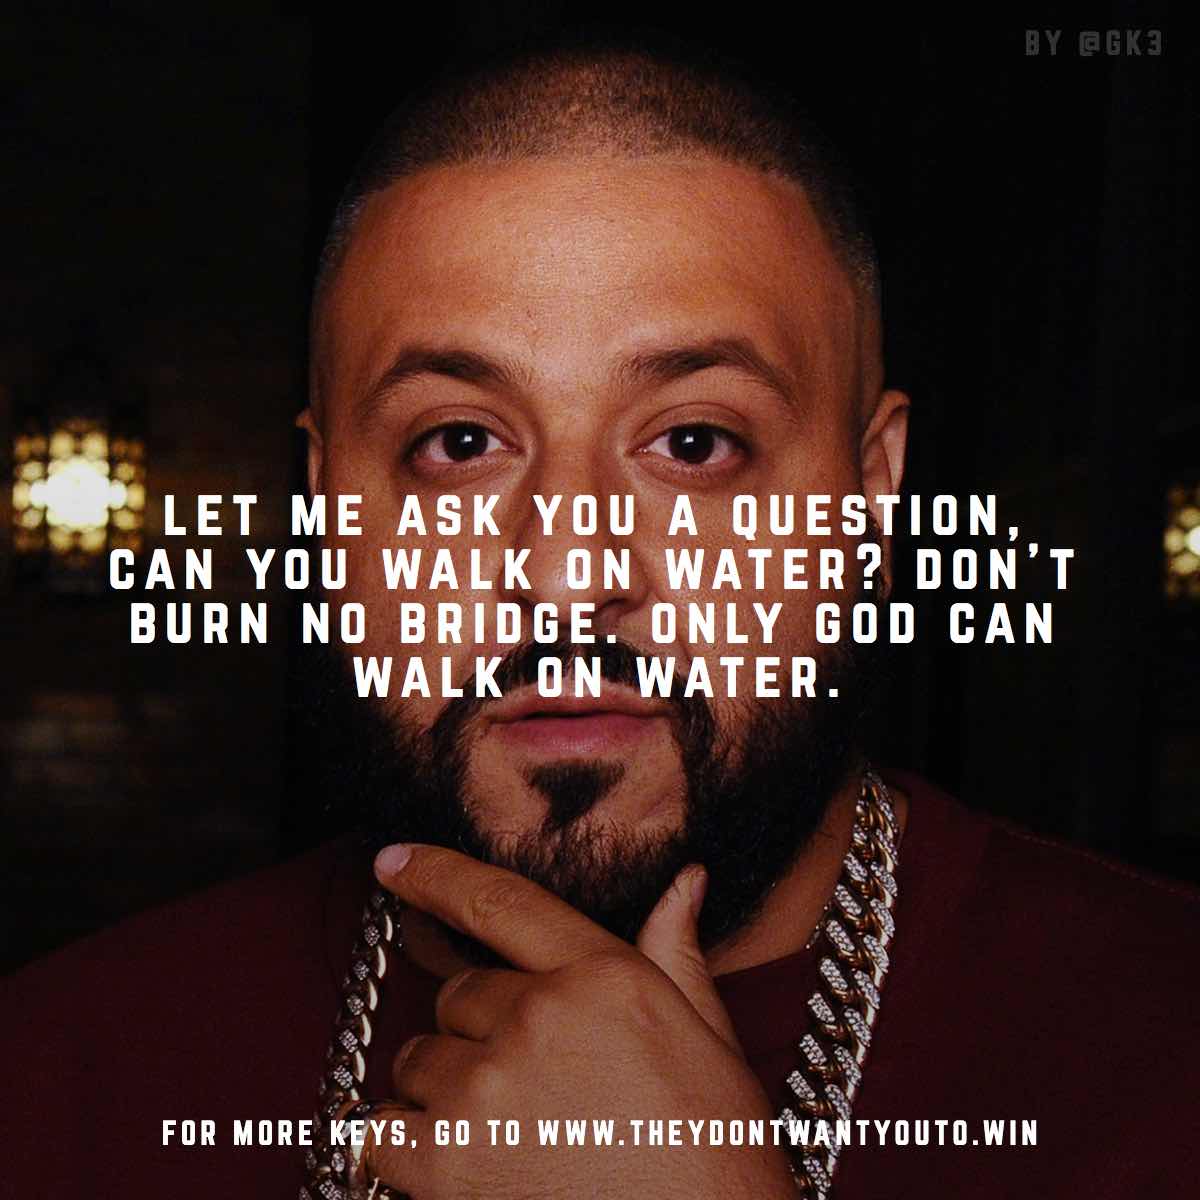 BY @GK3
LET ME ASK YOU A QUESTION,
CAN YOU WALK ON WATER? DON'T
BURN NO BRIDGE. ONLY GOD CAN
WALK ON WATER.
FOR MORE KEYS, GO TO WWW.THEYDONTWANTYOUTO.WIN